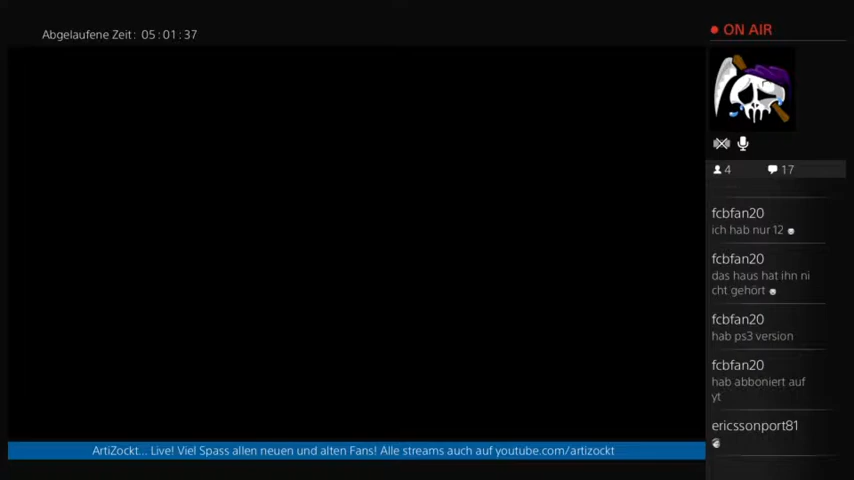 Abgelaufene Zeit: 05:01:37
ON AIR
4
17
fcbfan20
ich hab nur 12
fcbfan20
das haus hat ihn ni
cht gehört
fcbfan20
hab ps3 version
fcbfan20
hab abboniert auf
yt
ericssonport81
ArtiZockt... Live! Viel Spass allen neuen und alten Fans! Alle streams auch auf youtube.com/artizockt